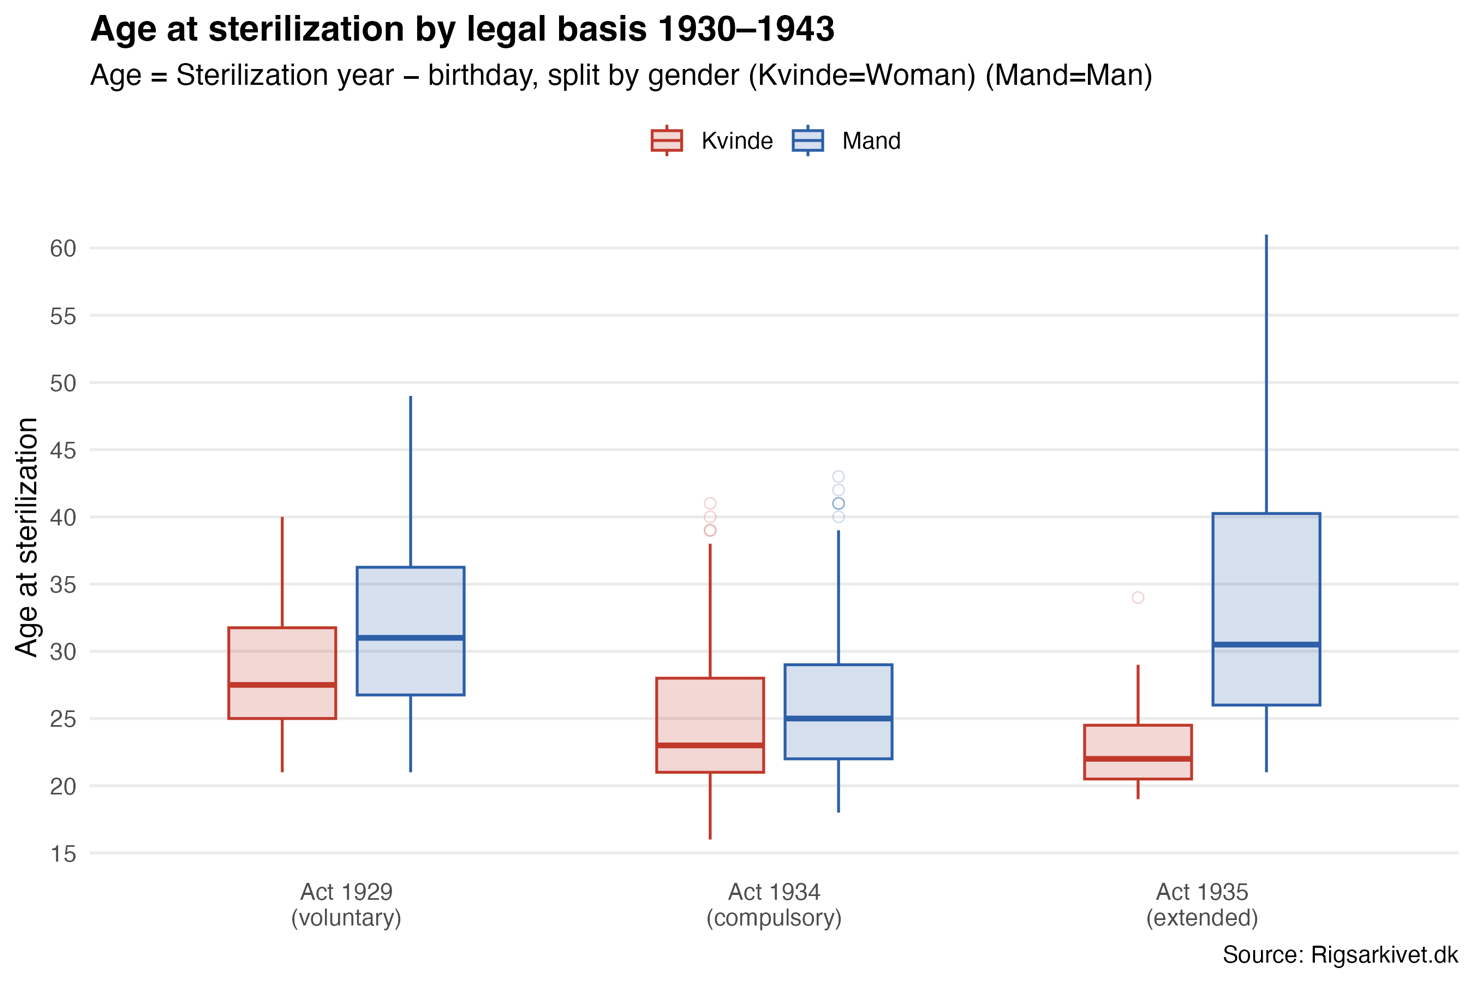 Age at sterilization by legal basis 1930–1943
Age = Sterilization year – birthday, split by gender (Kvinde=Woman) (Mand=Man)
Kvinde Mand
Age at sterilization
60
55
50
45
40
35
30
25
20
15
Act 1929
(voluntary)
Act 1934
(compulsory)
Act 1935
(extended)
Source: Rigsarkivet.dk